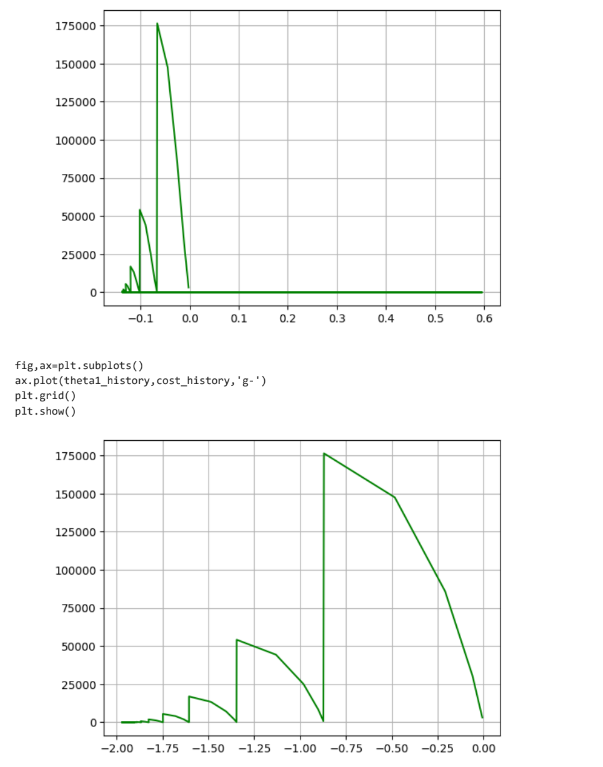 175000
150000
125000
100000
75000
50000
25000
0
−0.1 0.0 0.1 0.2 0.3 0.4 0.5 0.6
fig,ax=plt.subplots()
ax.plot(theta1_history,cost_history,'g-')
plt.grid()
plt.show()
175000
150000
125000
100000
75000
50000
25000
0
−2.00 −1.75 −1.50 −1.25 −1.00 −0.75 −0.50 −0.25 0.00